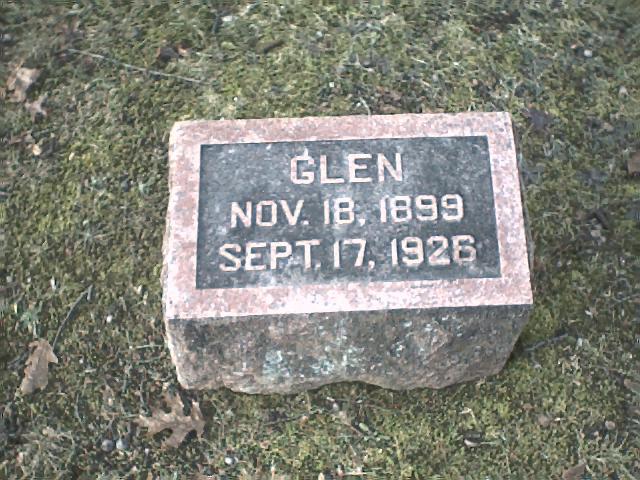 GLEN
NOV. 18, 1899
SEPT. 17, 1926